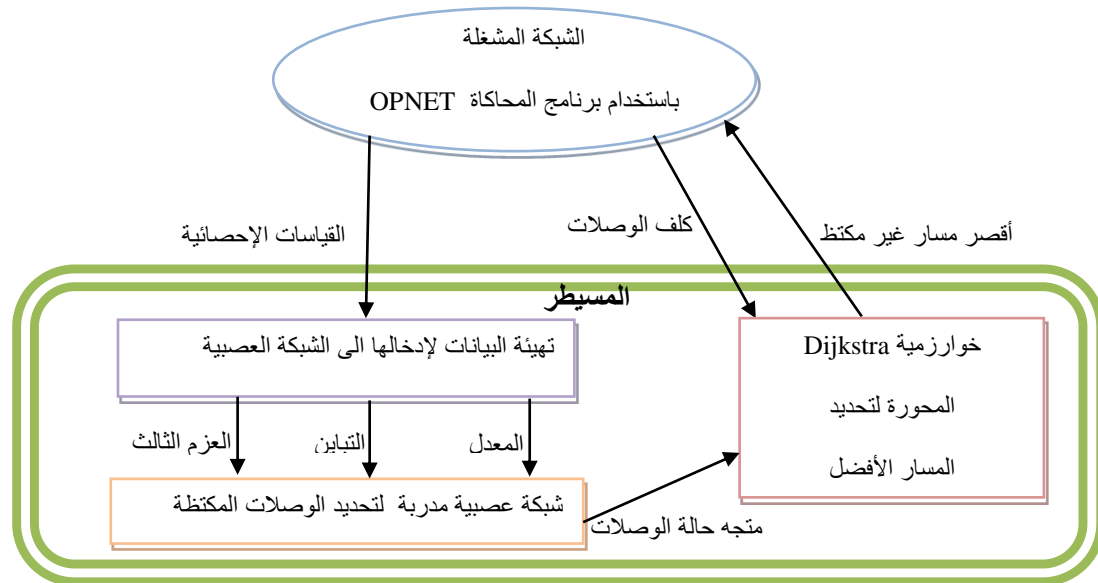 الشبكة المشغلة
باستخدام برنامج المحاكاة OPNET
القياسات الإحصائية
كلف الوصلات
أقصر مسار غير مكتظ
المسيطر
تهيئة البيانات لإدخالها الى الشبكة العصبية
خوارزمية Dijkstra
المحورة لتحديد
المسار الأفضل
المعدل
التباين
العزم الثالث
شبكة عصبية مدربة لتحديد الوصلات المكتظة
متجه حالة الوصلات